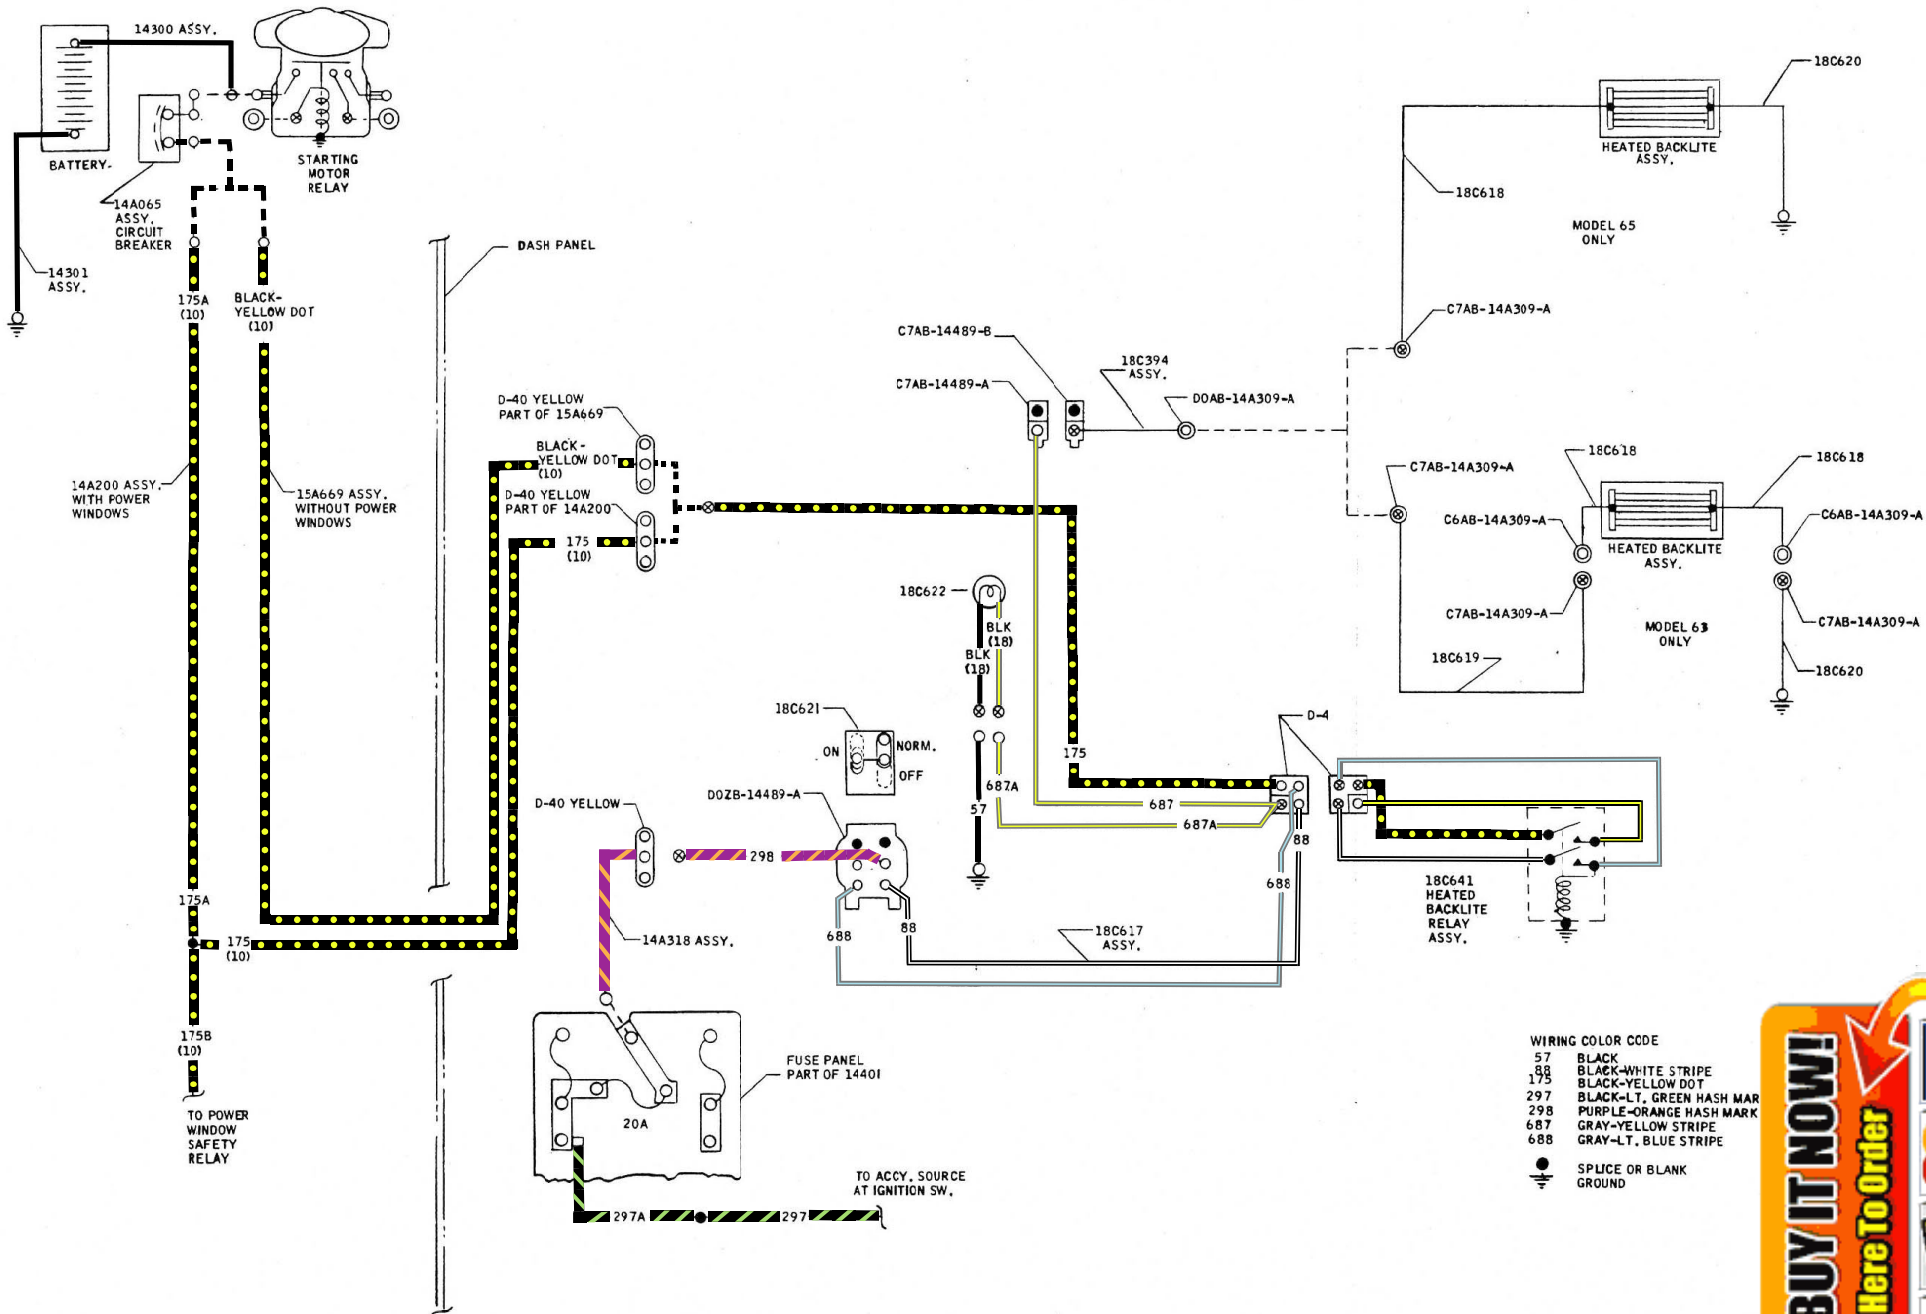 14300 ASSY.
BATTERY
STARTING
MOTOR
RELAY
14A065
ASSY.
CIRCUIT
BREAKER
14301
ASSY.
175A
(10)
BLACK-
YELLOW DOT
(10)
DASH PANEL
14A200 ASSY.
WITH POWER
WINDOWS
15A669 ASSY.
WITHOUT POWER
WINDOWS
D-40 YELLOW
PART OF 15A669
BLACK-
YELLOW DOT
(10)
D-40 YELLOW
PART OF 14A200
175
(10)
C7AB-14489-B
C7AB-14489-A
18C394
ASSY.
D0AB-14A309-A
18C620
HEATED BACKLITE
ASSY.
18C618
MODEL 65
ONLY
C7AB-14A309-A
C7AB-14A309-A
18C618
18C618
C6AB-14A309-A
C6AB-14A309-A
HEATED BACKLITE
ASSY.
C7AB-14A309-A
MODEL 63
ONLY
C7AB-14A309-A
18C619
18C620
18C622
BLK
(18)
BLK
(18)
18C621
ON
NORM.
OFF
175
D-4
687A
57
687
687A
88
688
D0ZB-14489-A
D-40 YELLOW
298
18C641
HEATED
BACKLITE
RELAY
ASSY.
175A
175
(10)
14A318 ASSY.
688
88
18C617
ASSY.
175B
(10)
TO POWER
WINDOW
SAFETY
RELAY
FUSE PANEL
PART OF 14401
20A
TO ACCY. SOURCE
AT IGNITION SW.
297A
297
WIRING COLOR CODE
57 BLACK
88 BLACK-WHITE STRIPE
175 BLACK-YELLOW DOT
297 BLACK-LT. GREEN HASH MAR
298 PURPLE-ORANGE HASH MARK
687 GRAY-YELLOW STRIPE
688 GRAY-LT. BLUE STRIPE
SPLICE OR BLANK
GROUND
BUY IT NOW!
Here To Order